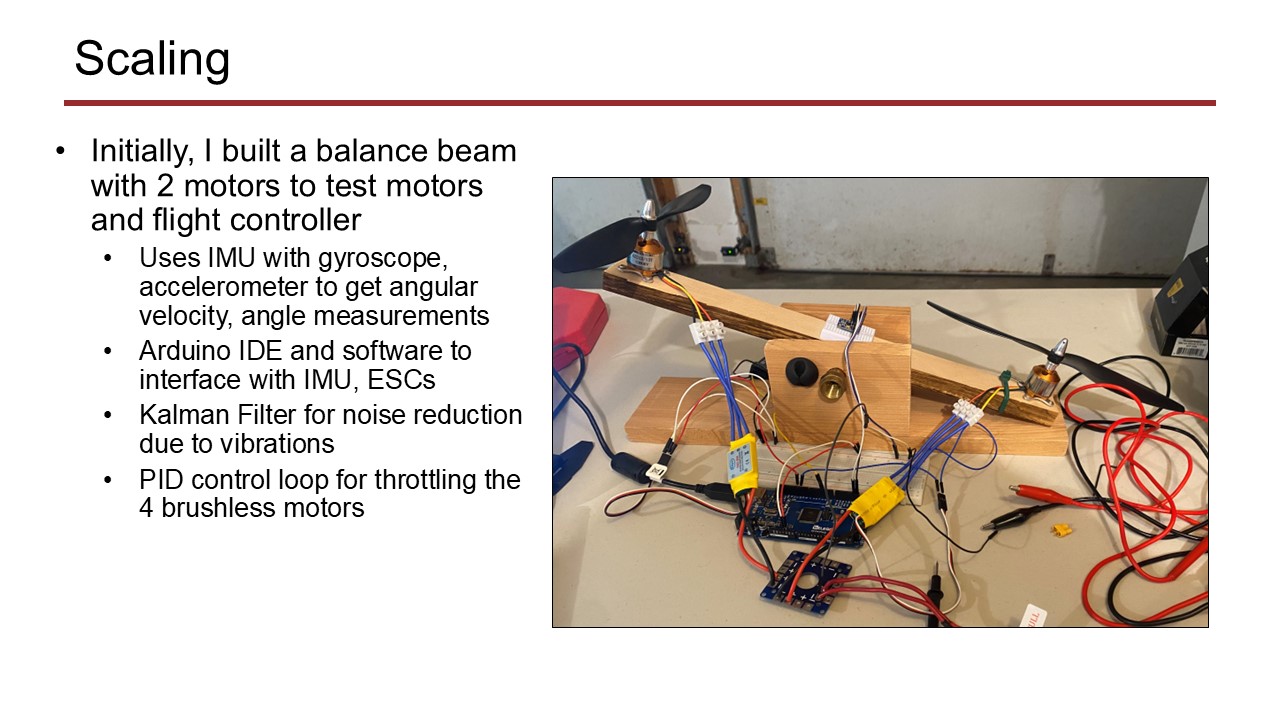 Scaling
• Initially, I built a balance beam
with 2 motors to test motors
and flight controller
• Uses IMU with gyroscope,
accelerometer to get angular
velocity, angle measurements
• Arduino IDE and software to
interface with IMU, ESCs
• Kalman Filter for noise reduction
due to vibrations
• PID control loop for throttling the
4 brushless motors